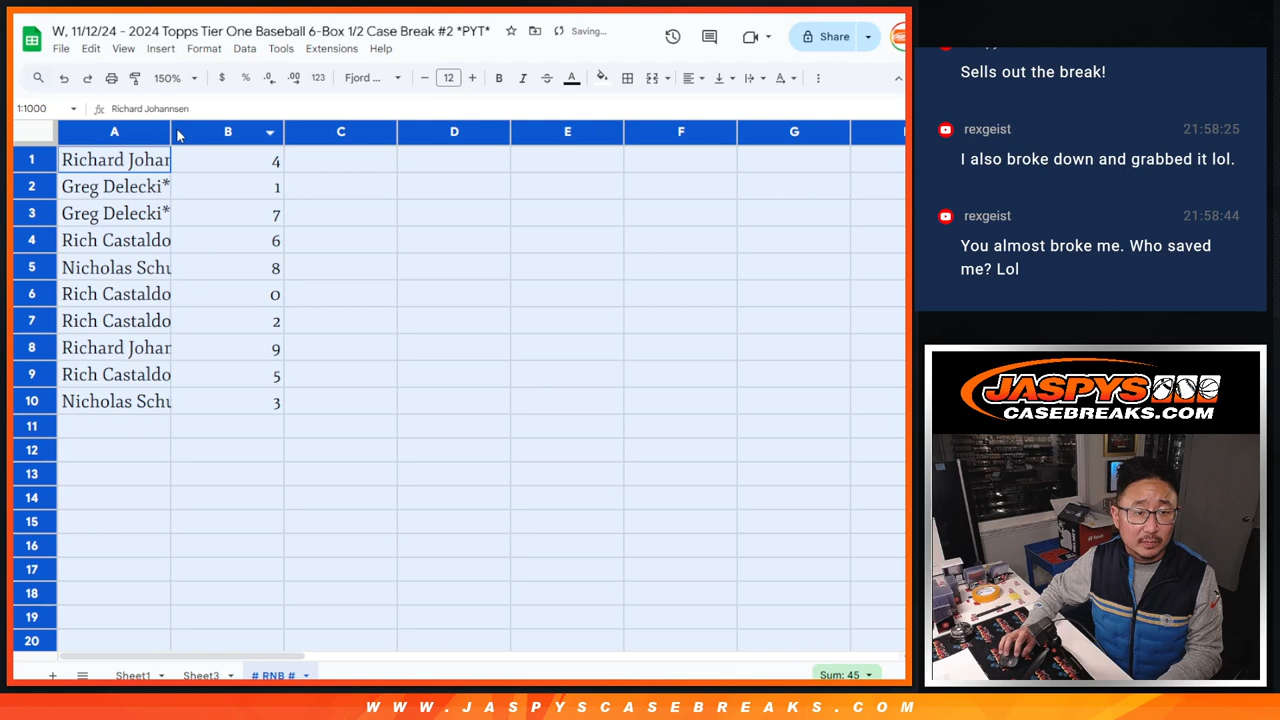 W, 11/12/24 - 2024 Topps Tier One Baseball 6-Box 1/2 Case Break #2 *PYT*
Saving...
File Edit View Insert Format Data Tools Extensions Help
Share
150% $ % .0 .00 123 Fjord ... 12 B I A
1:1000 fx Richard Johannsen
A B C D E F G
1 Richard Johan 4
2 Greg Delecki* 1
3 Greg Delecki* 7
4 Rich Castaldo 6
5 Nicholas Schu 8
6 Rich Castaldo 0
7 Rich Castaldo 2
8 Richard Johan 9
9 Rich Castaldo 5
10 Nicholas Schu 3
11
12
13
14
15
16
17
18
19
20
Sheet1 Sheet3 # RNB # Sum: 45
Sells out the break!
rexgeist 21:58:25
I also broke down and grabbed it lol.
rexgeist 21:58:44
You almost broke me. Who saved
me? Lol
JASPYS
CASEBREAKS.COM
WWW.JASPYSCASEBREAKS.COM